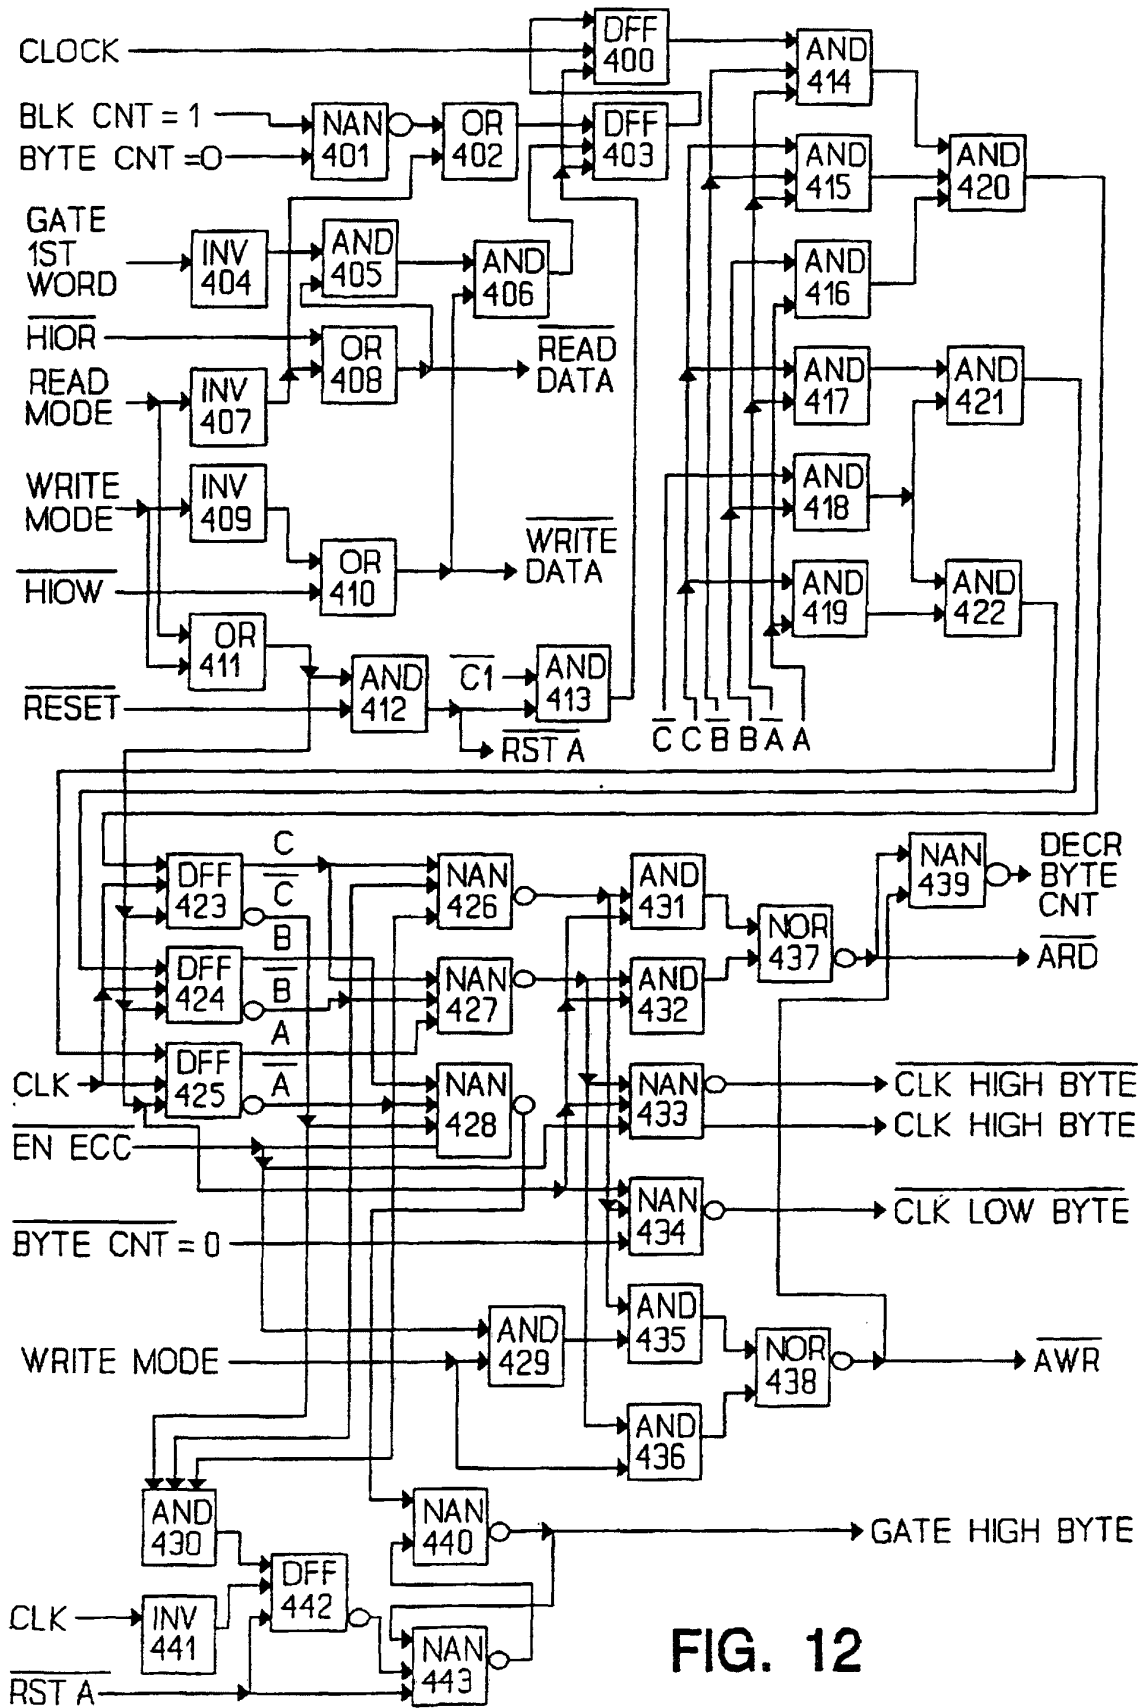 CLOCK
DFF
400
AND
414
BLK CNT = 1
BYTE CNT =0
NAN
401
OR
402
DFF
403
AND
415
AND
420
GATE
1ST
WORD
INV
404
AND
405
AND
406
AND
416
HIOR
OR
408
READ
DATA
READ
MODE
INV
407
AND
417
AND
421
WRITE
MODE
INV
409
AND
418
HIOW
OR
410
WRITE
DATA
AND
419
AND
422
OR
411
RESET
AND
412
C1
AND
413
RST A
C C B B A A
DFF
423
C
C
NAN
426
AND
431
NAN
439
DECR
BYTE
CNT
B
DFF
424
B
NAN
427
AND
432
NOR
437
ARD
A
CLK
DFF
425
A
NAN
428
NAN
433
CLK HIGH BYTE
CLK HIGH BYTE
EN ECC
NAN
434
CLK LOW BYTE
BYTE CNT = 0
AND
435
WRITE MODE
AND
429
NOR
438
AWR
AND
436
AND
430
NAN
440
GATE HIGH BYTE
DFF
442
CLK
INV
441
NAN
443
RST A
FIG. 12